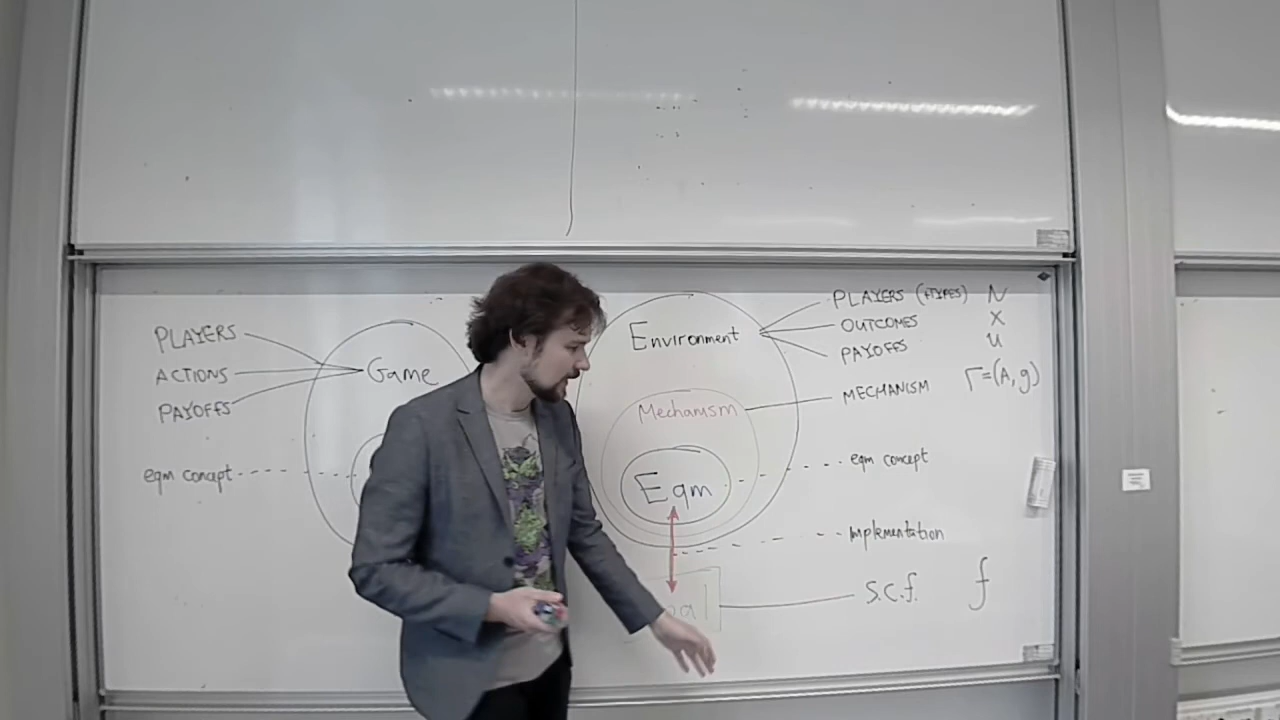 PLAYERS
ACTIONS
PAYOFFS
eqm concept
Game
Environment
Mechanism
Eqm
PLAYERS (+TYPES) N
OUTCOMES X
PAYOFFS u
MECHANISM Γ=(A, g)
eqm concept
implementation
s.c.f. f